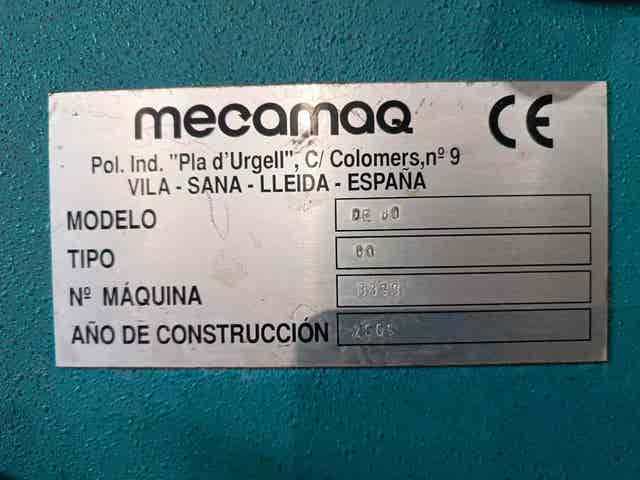 mecamaq CE
Pol. Ind. "Pla d'Urgell", C/ Colomers, nº 9
VILA - SANA - LLEIDA - ESPAÑA
MODELO
TIPO
Nº MÁQUINA
AÑO DE CONSTRUCCIÓN